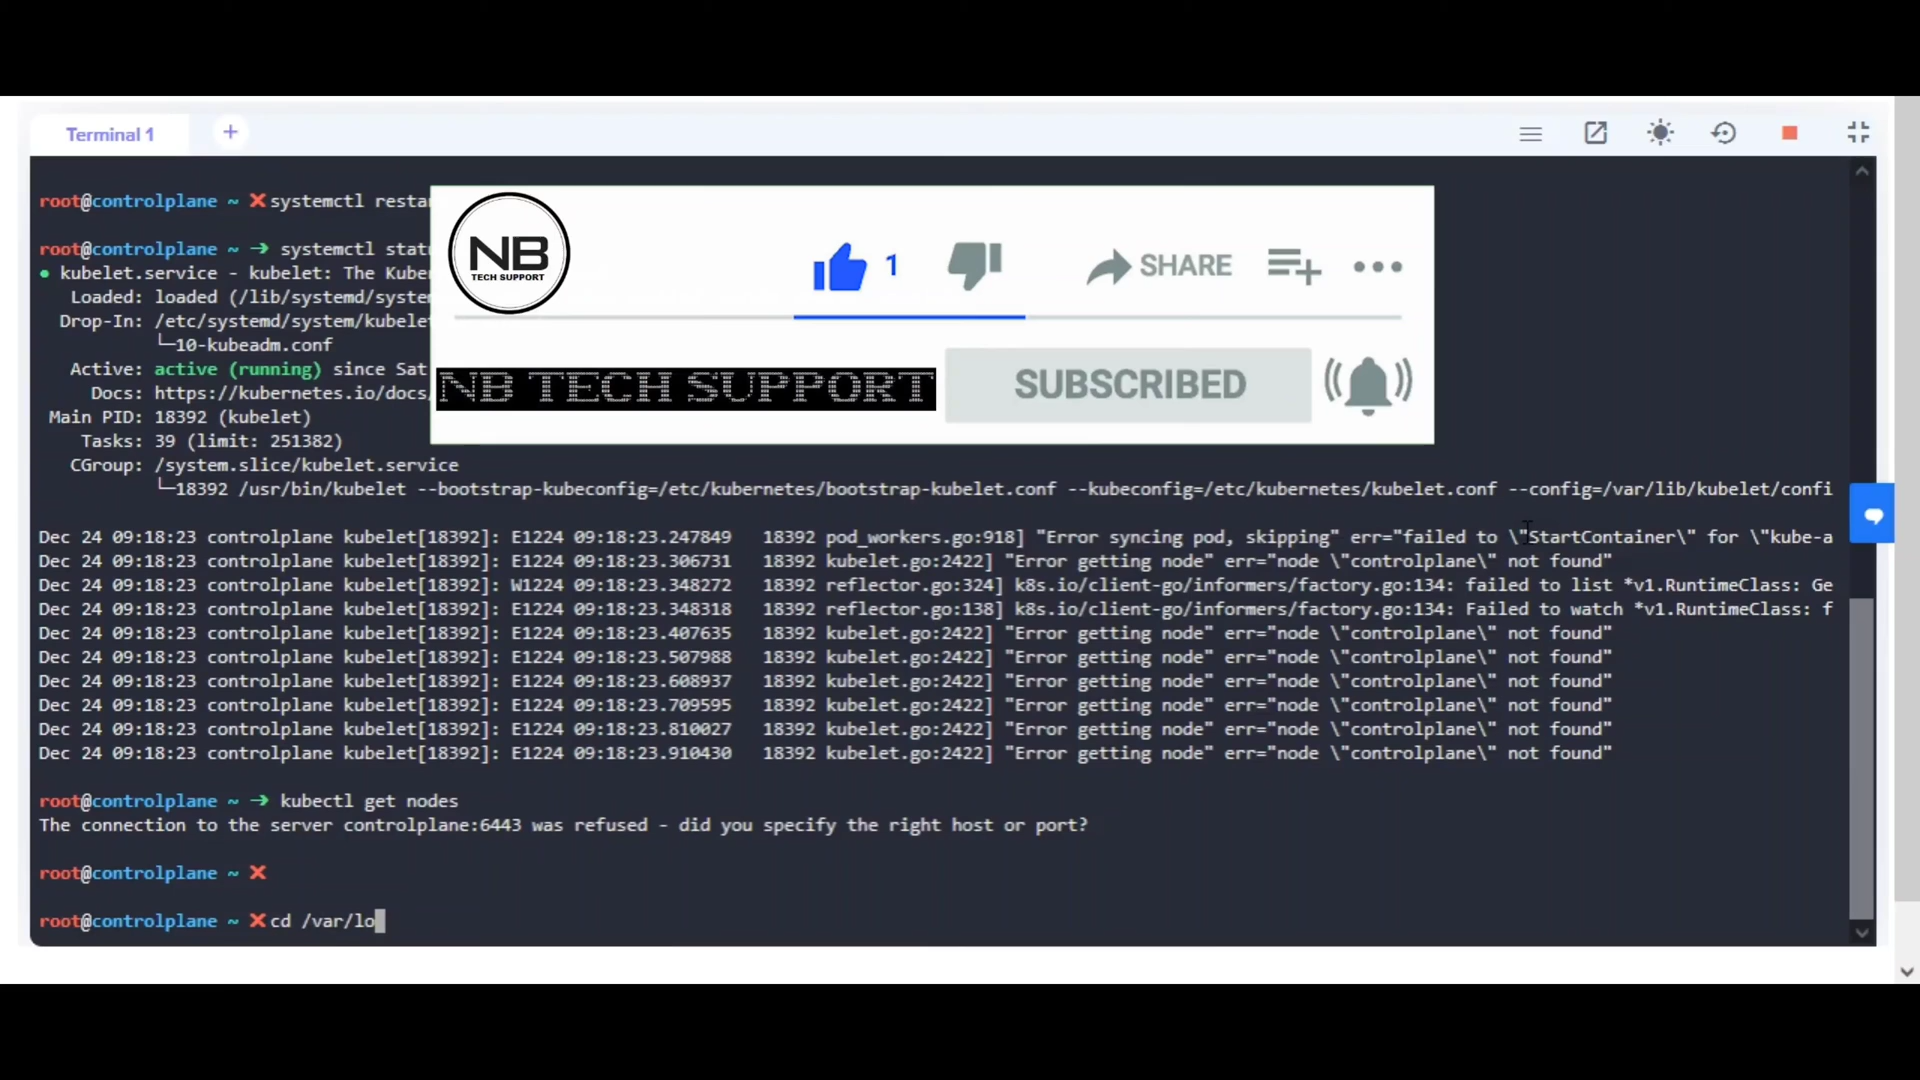 Terminal 1 +
root@controlplane ~ ✕ systemctl restar
root@controlplane ~ ➜ systemctl stat
● kubelet.service - kubelet: The Kube
Loaded: loaded (/lib/systemd/system
Drop-In: /etc/systemd/system/kubelet
└─10-kubeadm.conf
Active: active (running) since Sat
Docs: https://kubernetes.io/docs/
Main PID: 18392 (kubelet)
Tasks: 39 (limit: 251382)
CGroup: /system.slice/kubelet.service
└─18392 /usr/bin/kubelet --bootstrap-kubeconfig=/etc/kubernetes/bootstrap-kubelet.conf --kubeconfig=/etc/kubernetes/kubelet.conf --config=/var/lib/kubelet/confi
NB
TECH SUPPORT
1
SHARE
NB TECH SUPPORT
SUBSCRIBED
Dec 24 09:18:23 controlplane kubelet[18392]: E1224 09:18:23.247849 18392 pod_workers.go:918] "Error syncing pod, skipping" err="failed to \"StartContainer\" for \"kube-a
Dec 24 09:18:23 controlplane kubelet[18392]: E1224 09:18:23.306731 18392 kubelet.go:2422] "Error getting node" err="node \"controlplane\" not found"
Dec 24 09:18:23 controlplane kubelet[18392]: W1224 09:18:23.348272 18392 reflector.go:324] k8s.io/client-go/informers/factory.go:134: failed to list *v1.RuntimeClass: Ge
Dec 24 09:18:23 controlplane kubelet[18392]: E1224 09:18:23.348318 18392 reflector.go:138] k8s.io/client-go/informers/factory.go:134: Failed to watch *v1.RuntimeClass: f
Dec 24 09:18:23 controlplane kubelet[18392]: E1224 09:18:23.407635 18392 kubelet.go:2422] "Error getting node" err="node \"controlplane\" not found"
Dec 24 09:18:23 controlplane kubelet[18392]: E1224 09:18:23.507988 18392 kubelet.go:2422] "Error getting node" err="node \"controlplane\" not found"
Dec 24 09:18:23 controlplane kubelet[18392]: E1224 09:18:23.608937 18392 kubelet.go:2422] "Error getting node" err="node \"controlplane\" not found"
Dec 24 09:18:23 controlplane kubelet[18392]: E1224 09:18:23.709595 18392 kubelet.go:2422] "Error getting node" err="node \"controlplane\" not found"
Dec 24 09:18:23 controlplane kubelet[18392]: E1224 09:18:23.810027 18392 kubelet.go:2422] "Error getting node" err="node \"controlplane\" not found"
Dec 24 09:18:23 controlplane kubelet[18392]: E1224 09:18:23.910430 18392 kubelet.go:2422] "Error getting node" err="node \"controlplane\" not found"
root@controlplane ~ ➜ kubectl get nodes
The connection to the server controlplane:6443 was refused - did you specify the right host or port?
root@controlplane ~ ✕
root@controlplane ~ ✕ cd /var/lo